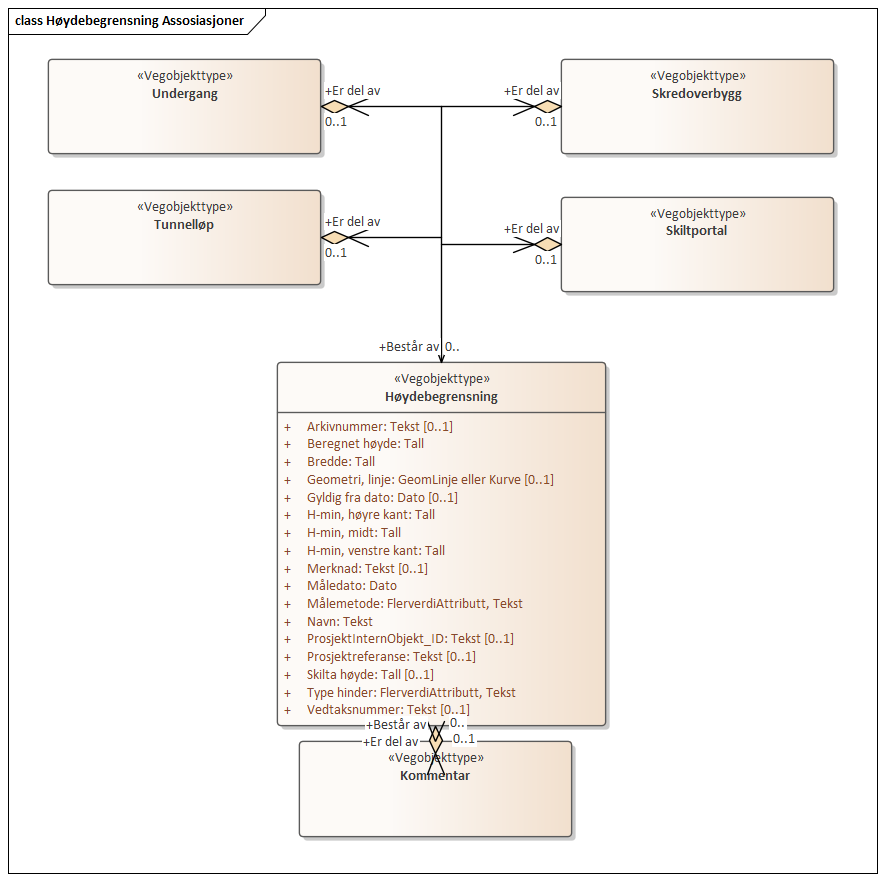 class Høydebegrensning Assosiasjoner
«Vegobjekttype»
Undergang
+Er del av
0..1
+Er del av
0..1
«Vegobjekttype»
Skredoverbygg
«Vegobjekttype»
Tunnelløp
+Er del av
0..1
+Er del av
0..1
«Vegobjekttype»
Skiltportal
+Består av 0..
«Vegobjekttype»
Høydebegrensning
+ Arkivnummer: Tekst [0..1]
+ Beregnet høyde: Tall
+ Bredde: Tall
+ Geometri, linje: GeomLinje eller Kurve [0..1]
+ Gyldig fra dato: Dato [0..1]
+ H-min, høyre kant: Tall
+ H-min, midt: Tall
+ H-min, venstre kant: Tall
+ Merknad: Tekst [0..1]
+ Måledato: Dato
+ Målemetode: FlerverdiAttributt, Tekst
+ Navn: Tekst
+ ProsjektInternObjekt_ID: Tekst [0..1]
+ Prosjektreferanse: Tekst [0..1]
+ Skilta høyde: Tall [0..1]
+ Type hinder: FlerverdiAttributt, Tekst
+ Vedtaksnummer: Tekst [0..1]
+Består av 0..
+Er del av 0..1
«Vegobjekttype»
Kommentar